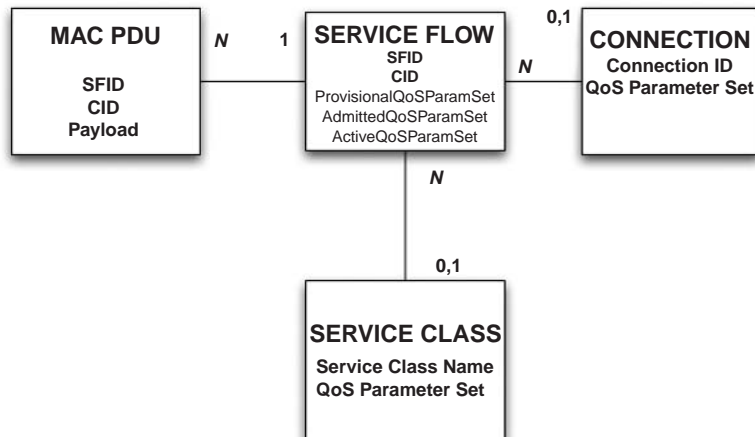 MAC PDU
SFID
CID
Payload
N
1
SERVICE FLOW
SFID
CID
ProvisionalQoSParamSet
AdmittedQoSParamSet
ActiveQoSParamSet
N
0,1
CONNECTION
Connection ID
QoS Parameter Set
N
0,1
SERVICE CLASS
Service Class Name
QoS Parameter Set